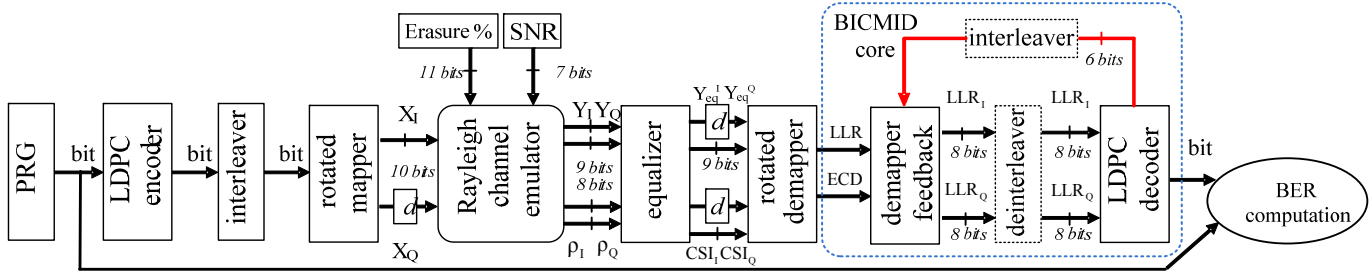 Erasure %
SNR
11 bits
7 bits
BICMID
core
interleaver
6 bits
PRG
bit
LDPC
encoder
bit
interleaver
bit
rotated
mapper
X_I
10 bits
d
X_Q
Rayleigh
channel
emulator
Y_I Y_Q
9 bits
8 bits
ρ_I ρ_Q
equalizer
Y_eq^I Y_eq^Q
d
9 bits
d
CSI_I CSI_Q
rotated
demapper
LLR
ECD
demapper
feedback
LLR_I
8 bits
LLR_Q
8 bits
deinterleaver
LLR_I
8 bits
LLR_Q
8 bits
LDPC
decoder
bit
BER
computation